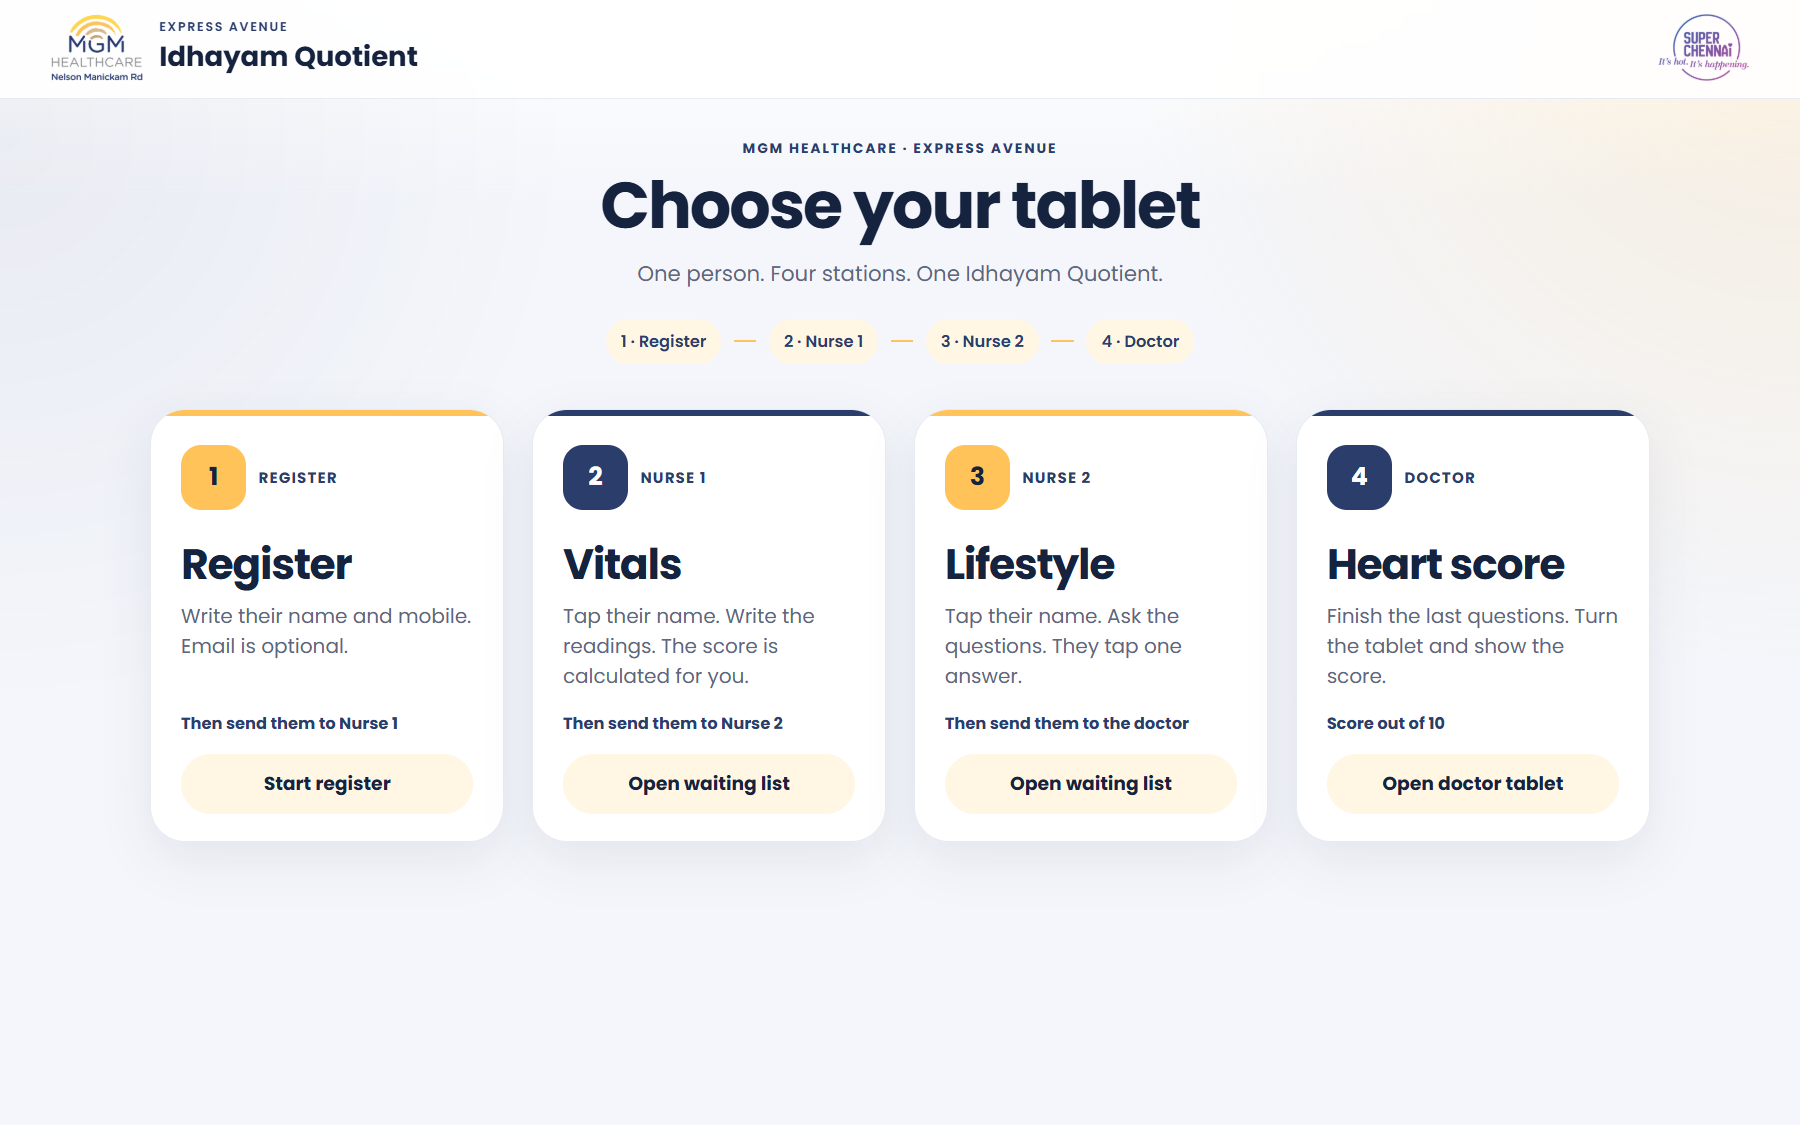 MGM
HEALTHCARE
Nelson Manickam Rd
EXPRESS AVENUE
Idhayam Quotient
SUPER
CHENNAi
It's hot. It's happening.
MGM HEALTHCARE · EXPRESS AVENUE
Choose your tablet
One person. Four stations. One Idhayam Quotient.
1 · Register
2 · Nurse 1
3 · Nurse 2
4 · Doctor
1
REGISTER
Register
Write their name and mobile.
Email is optional.
Then send them to Nurse 1
Start register
2
NURSE 1
Vitals
Tap their name. Write the
readings. The score is
calculated for you.
Then send them to Nurse 2
Open waiting list
3
NURSE 2
Lifestyle
Tap their name. Ask the
questions. They tap one
answer.
Then send them to the doctor
Open waiting list
4
DOCTOR
Heart score
Finish the last questions. Turn
the tablet and show the
score.
Score out of 10
Open doctor tablet